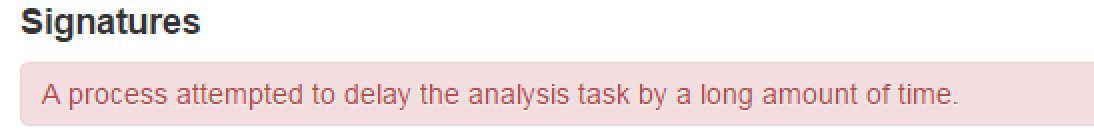 Signatures
A process attempted to delay the analysis task by a long amount of time.